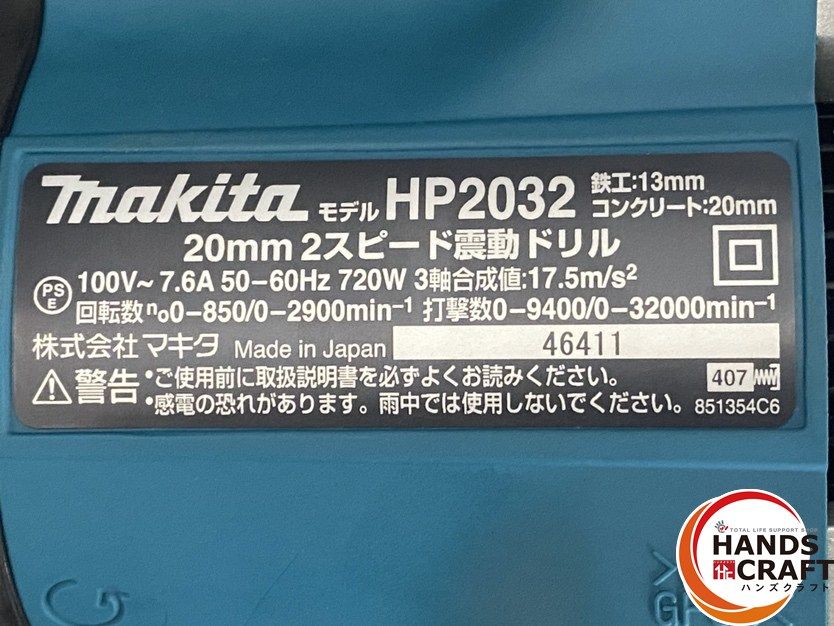 makita モデル HP2032 鉄工:13mm
コンクリート:20mm
20mm 2スピード震動ドリル
PS
E
100V~ 7.6A 50-60Hz 720W 3軸合成値:17.5m/s²
回転数 no0-850/0-2900min⁻¹ 打撃数0-9400/0-32000min⁻¹
株式会社 マキタ Made in Japan 46411
警告 •ご使用前に取扱説明書を必ずよくお読みください。 407
•感電の恐れがあります。雨中では使用しないでください。 851354C6
TOTAL LIFE SUPPORT SHOP
HANDS
CRAFT
ハンズクラフト